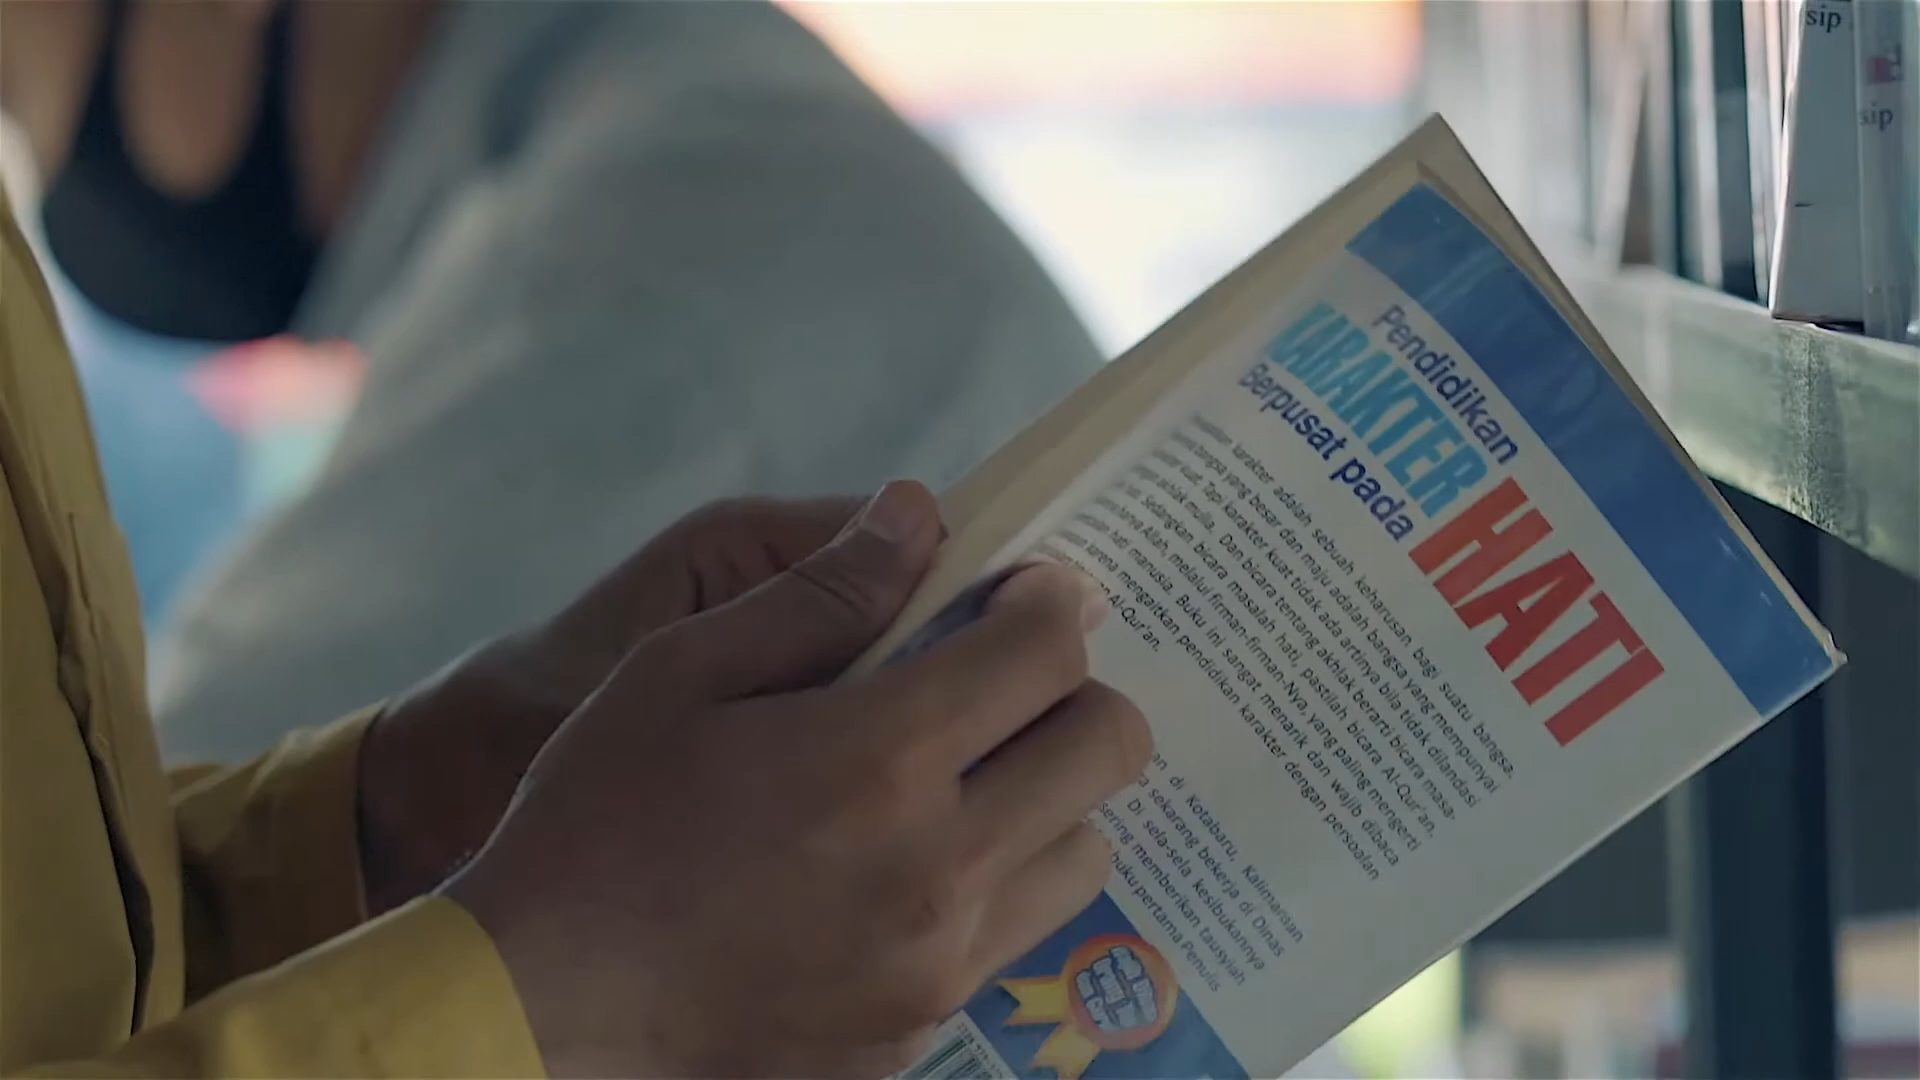 Pendidikan
KARAKTER
Berpusat pada
HATI
karakter adalah sebuah keharusan bagi suatu bangsa.
bangsa yang besar dan maju adalah bangsa yang mempunyai
kuat. Tapi karakter kuat tidak ada artinya bila tidak dilandasi
akhlak mulia. Dan bicara tentang akhlak berarti bicara masa-
Sedangkan bicara masalah hati, pastilah bicara Al-Qur'an,
Allah, melalui firman-firman-Nya, yang paling mengerti
hati manusia. Buku ini sangat menarik dan wajib dibaca
karena mengaitkan pendidikan karakter dengan persoalan
Al-Qur'an.
di Kotabaru, Kalimantan
sekarang bekerja di Dinas
Di sela-sela kesibukannya
sering memberikan tausyiah
buku pertama Penulis
sip
sip